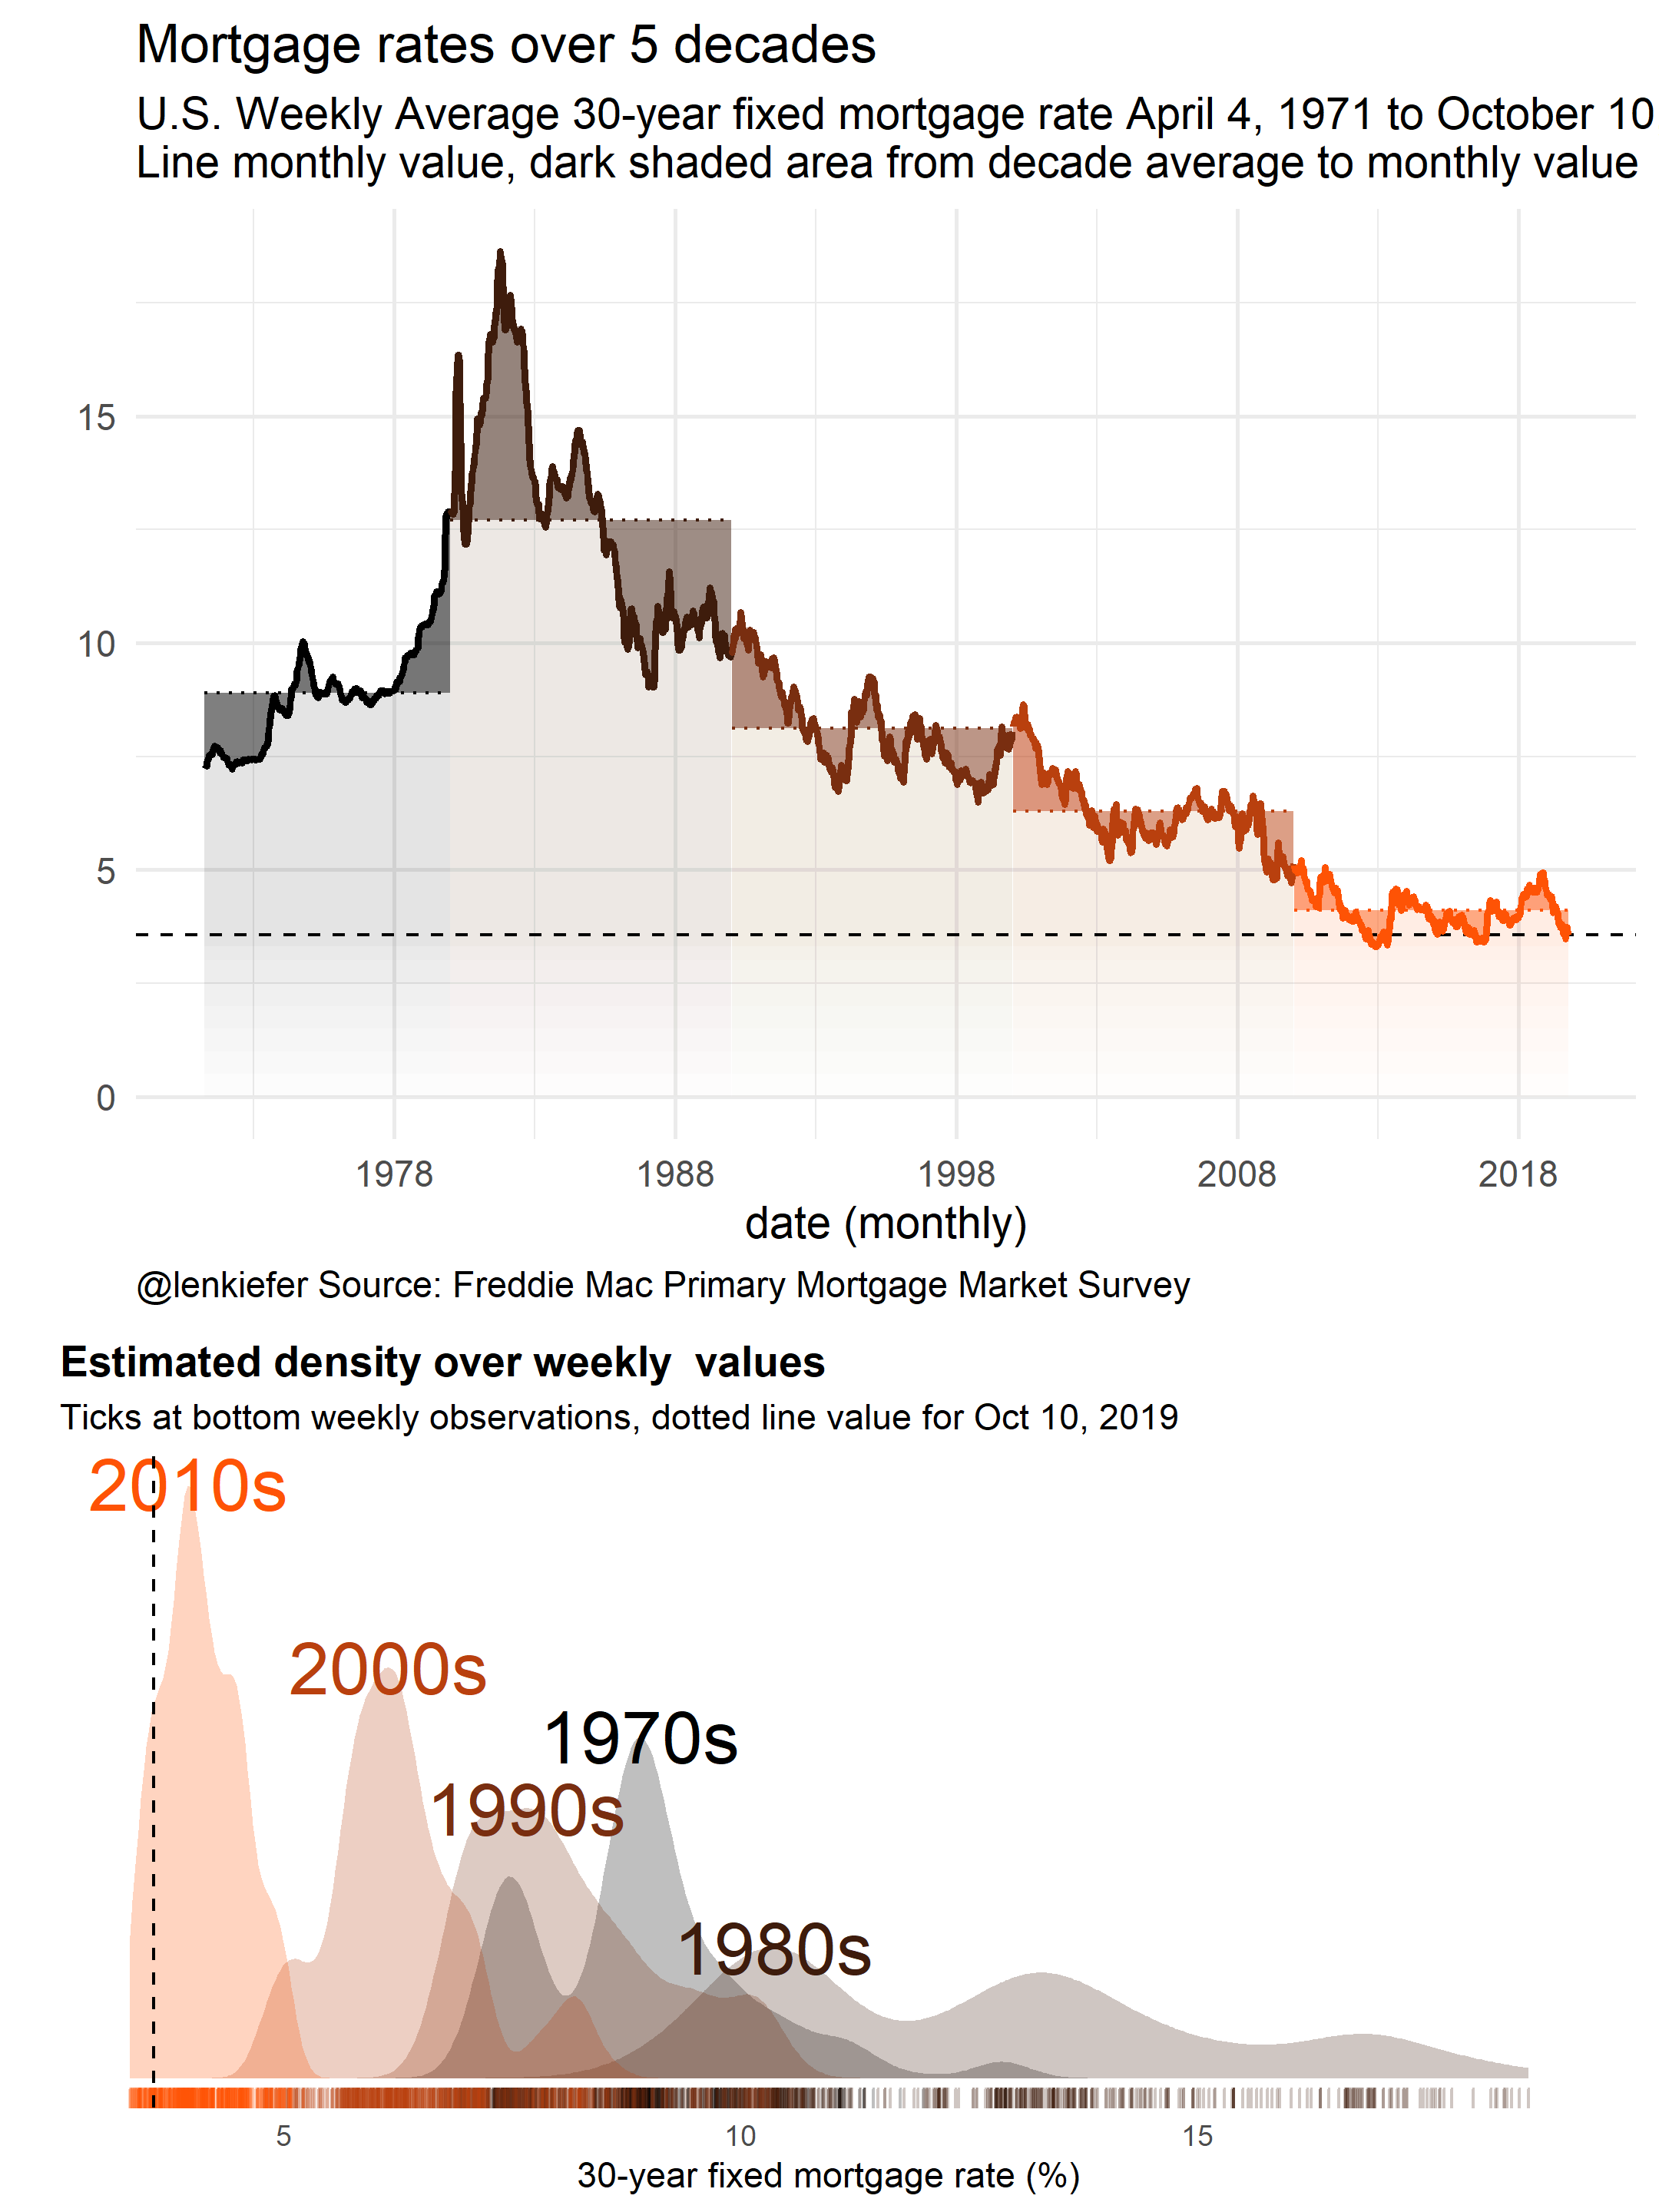 Mortgage rates over 5 decades
U.S. Weekly Average 30-year fixed mortgage rate April 4, 1971 to October 10
Line monthly value, dark shaded area from decade average to monthly value
15
10
5
0
1978 1988 1998 2008 2018
date (monthly)
@lenkiefer Source: Freddie Mac Primary Mortgage Market Survey
Estimated density over weekly  values
Ticks at bottom weekly observations, dotted line value for Oct 10, 2019
2010s
2000s
1970s
1990s
1980s
5 10 15
30-year fixed mortgage rate (%)